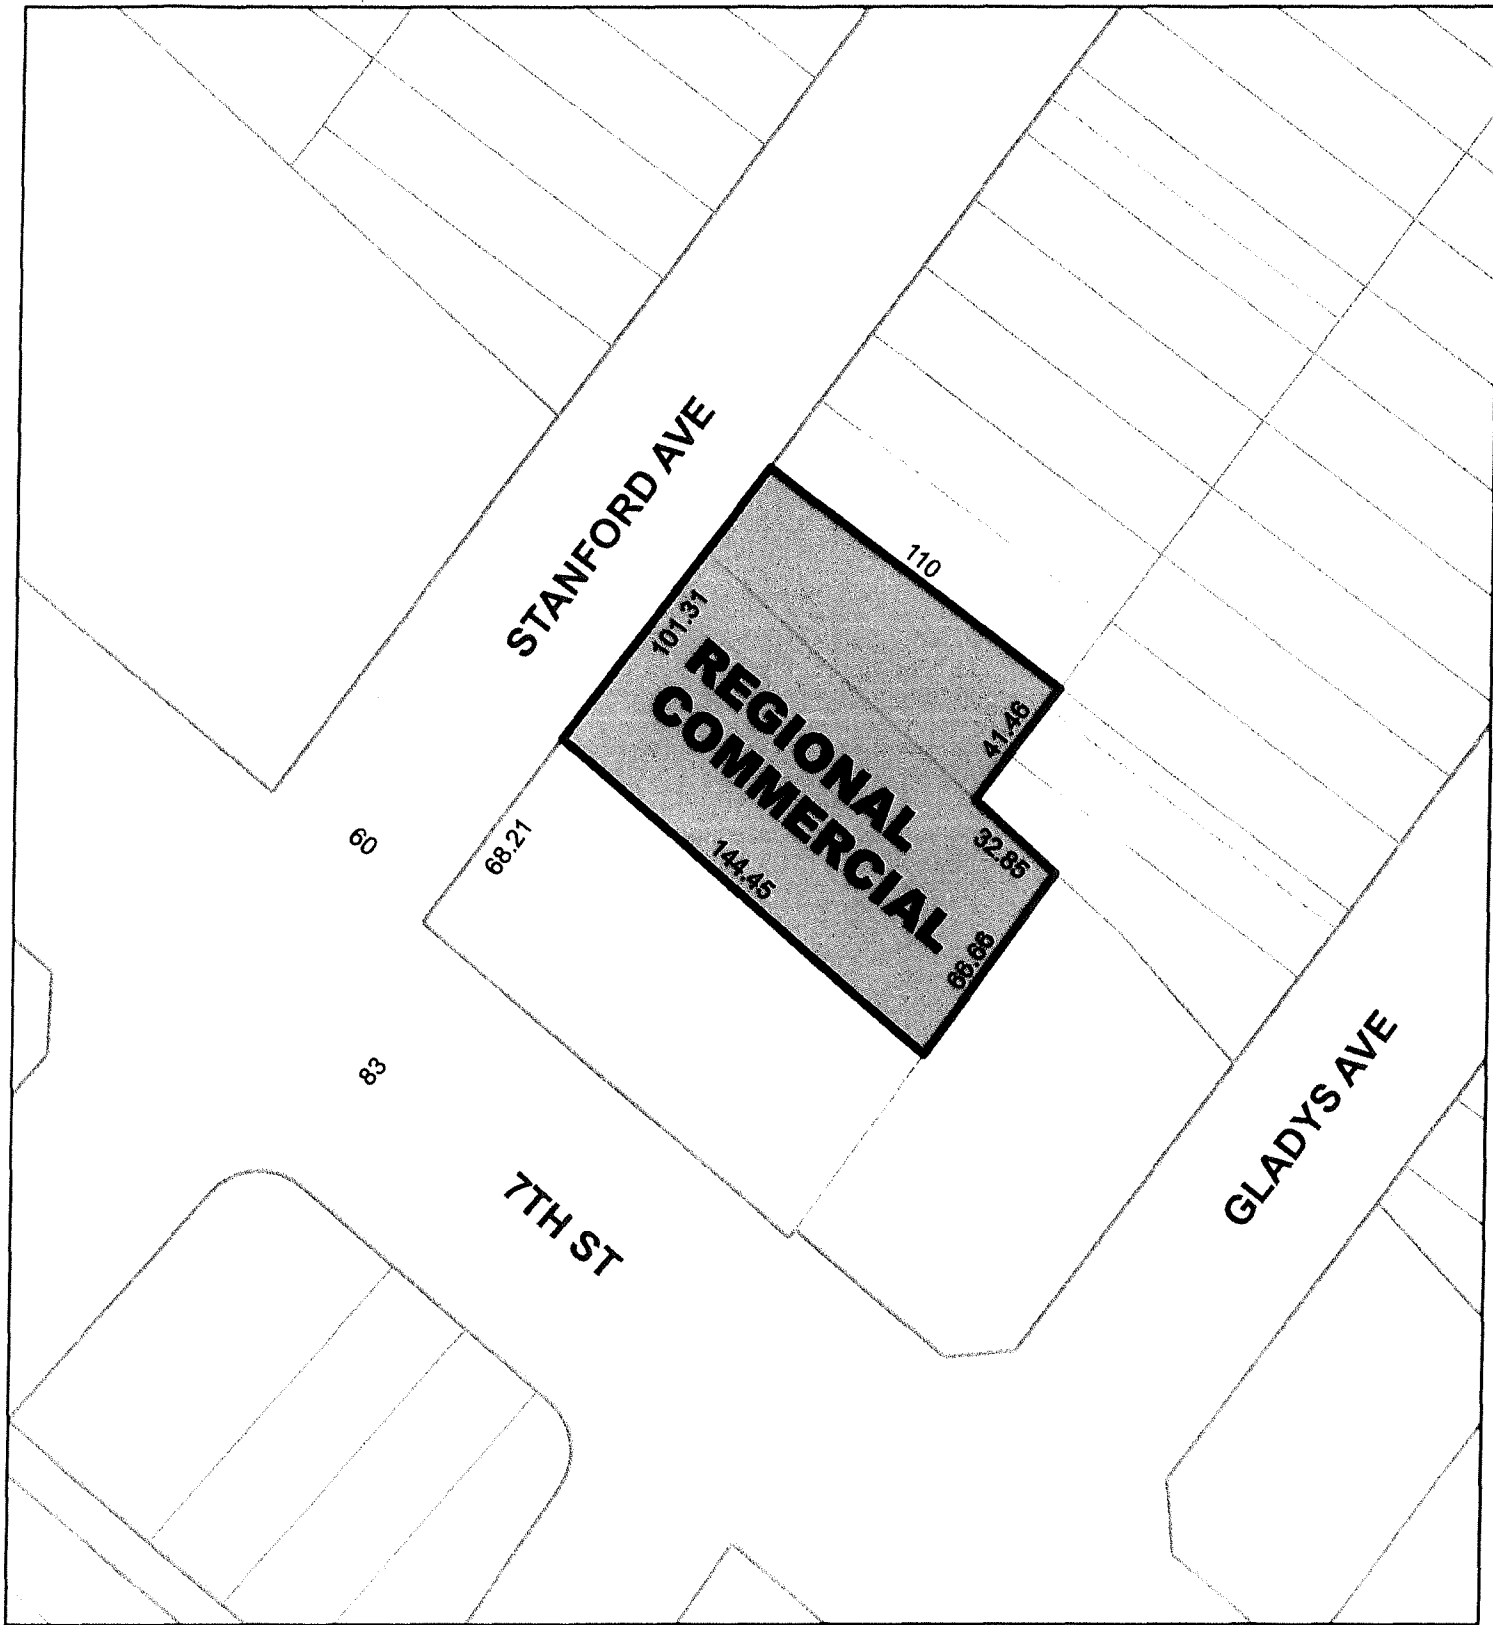 STANFORD AVE
110
101.31
REGIONAL
COMMERCIAL
41.46
32.85
144.45
66.66
68.21
60
83
7TH ST
GLADYS AVE